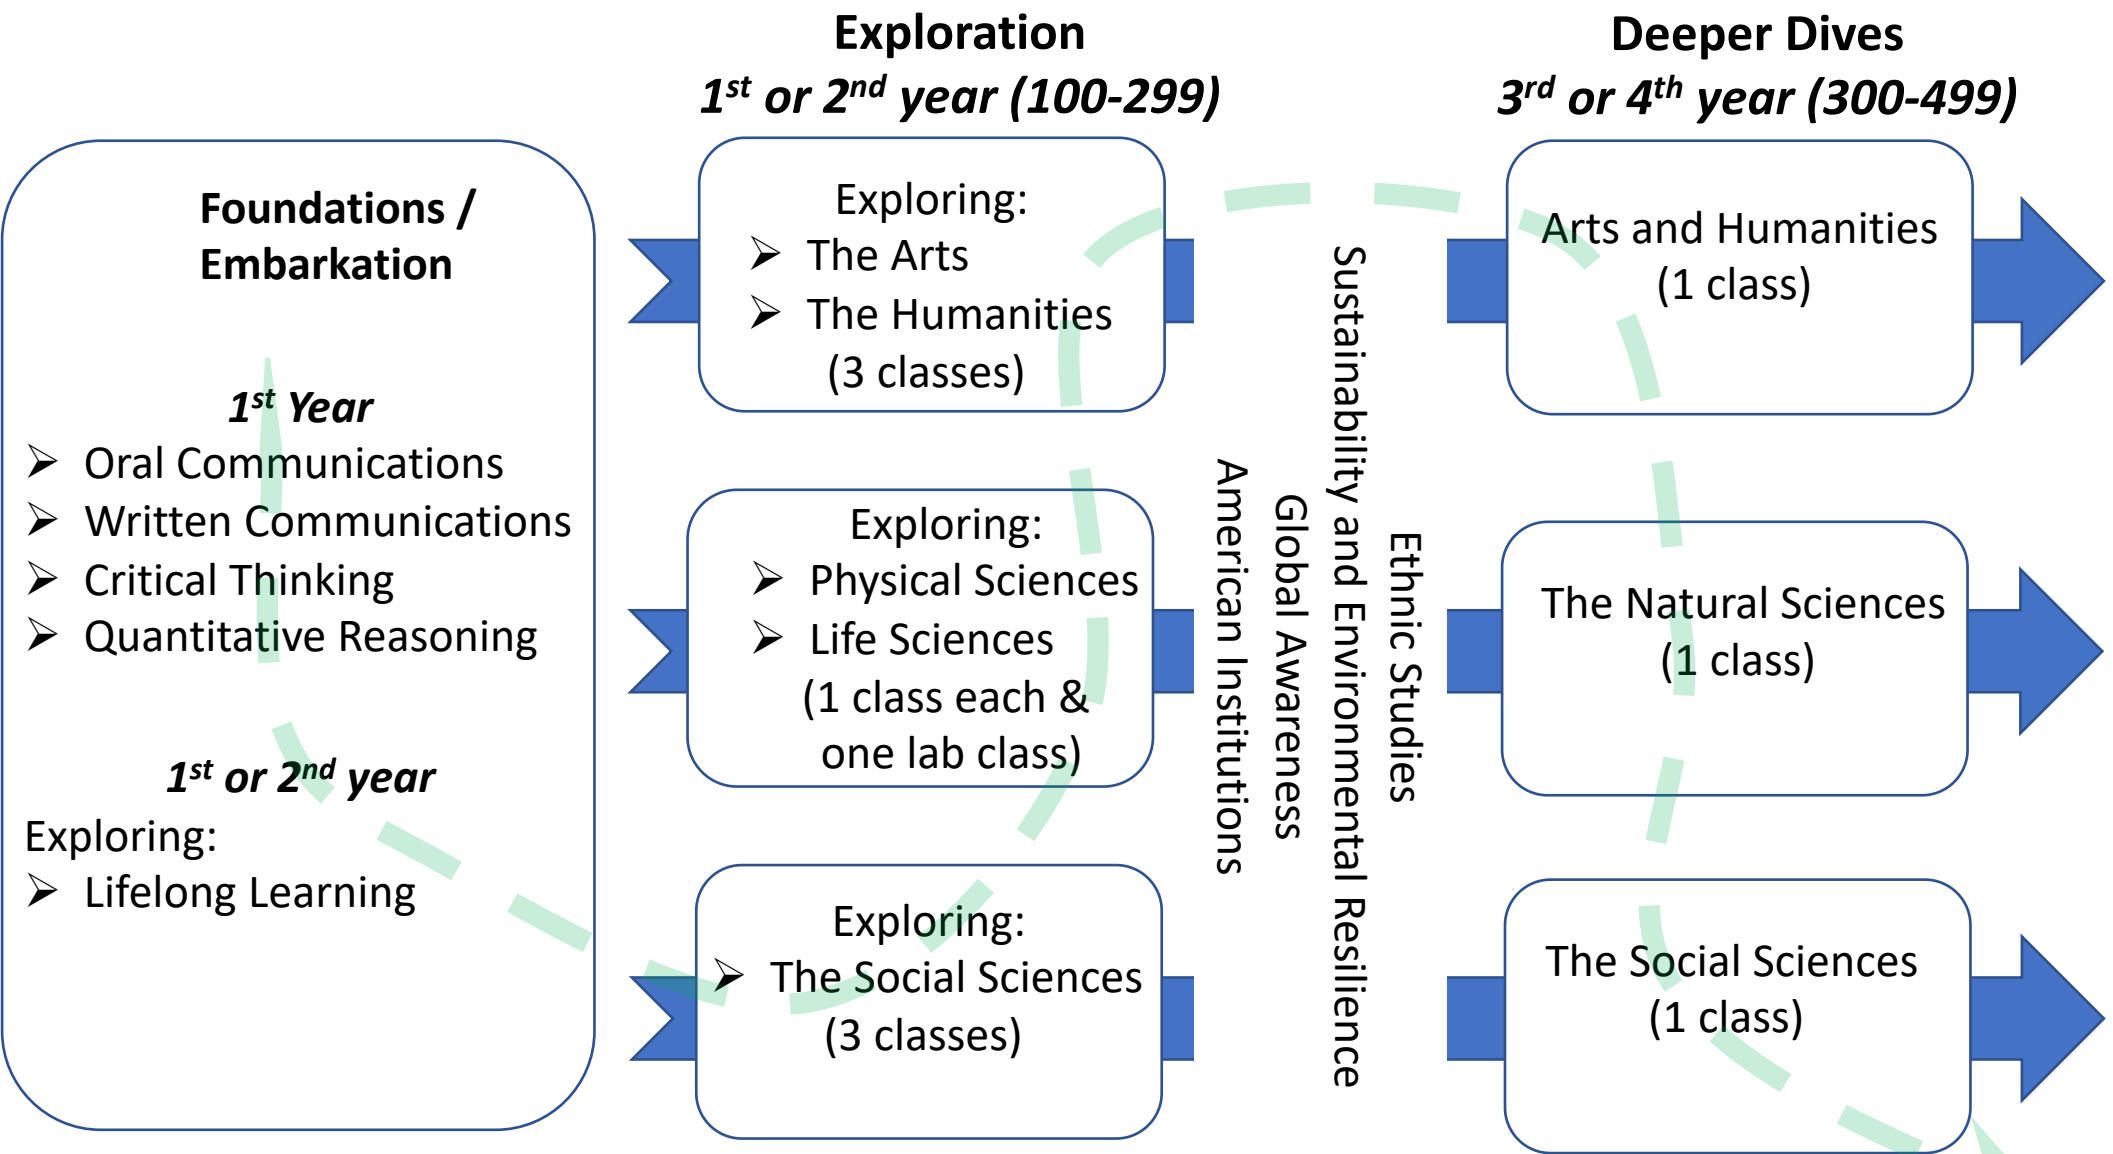 Foundations /
Embarkation
1st Year
➢ Oral Communications
➢ Written Communications
➢ Critical Thinking
➢ Quantitative Reasoning
1st or 2nd year
Exploring:
➢ Lifelong Learning
Exploration
1st or 2nd year (100-299)
Exploring:
➢ The Arts
➢ The Humanities
(3 classes)
Exploring:
➢ Physical Sciences
➢ Life Sciences
(1 class each &
one lab class)
Exploring:
➢ The Social Sciences
(3 classes)
Ethnic Studies
Sustainability and Environmental Resilience
Global Awareness
American Institutions
Deeper Dives
3rd or 4th year (300-499)
Arts and Humanities
(1 class)
The Natural Sciences
(1 class)
The Social Sciences
(1 class)